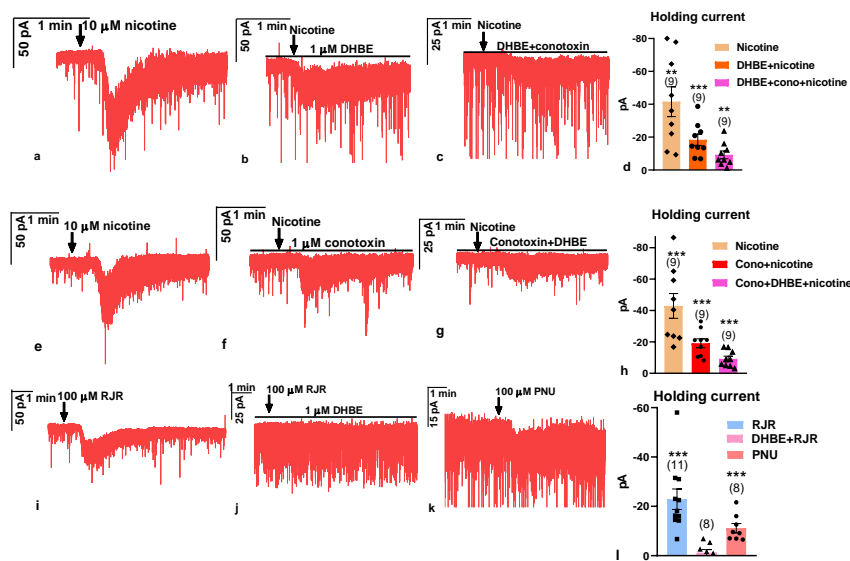 1 min
10 µM nicotine
50 pA
a
1 min
Nicotine
50 pA
1 µM DHBE
b
1 min
Nicotine
25 pA
DHBE+conotoxin
c
Holding current
-80
-60
-40
-20
0
pA
**
(9)
***
(9)
**
(9)
Nicotine
DHBE+nicotine
DHBE+cono+nicotine
d
1 min
10 µM nicotine
50 pA
e
1 min
Nicotine
50 pA
1 µM conotoxin
f
1 min
Nicotine
25 pA
Conotoxin+DHBE
g
Holding current
-80
-60
-40
-20
0
pA
***
(9)
***
(9)
***
(9)
Nicotine
Cono+nicotine
Cono+DHBE+nicotine
h
1 min
100 µM RJR
50 pA
i
1 min
100 µM RJR
25 pA
1 µM DHBE
j
1 min
100 µM PNU
15 pA
k
Holding current
-60
-40
-20
0
pA
***
(11)
(8)
***
(8)
RJR
DHBE+RJR
PNU
l